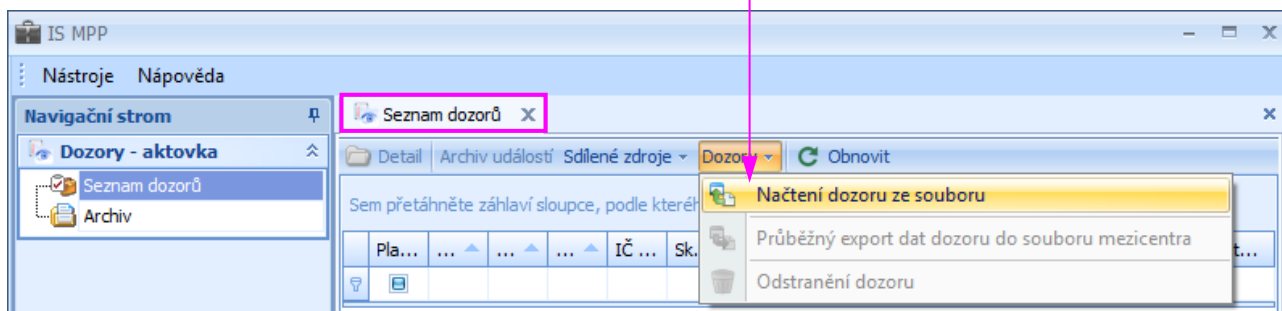 IS MPP
Nástroje Nápověda
Navigační strom
Dozory - aktovka
Seznam dozorů
Archiv
Seznam dozorů
Detail Archiv událostí Sdílené zdroje Dozory Obnovit
Sem přetáhněte záhlaví sloupce, podle
Pla... ... ... ... IČ ... Sk. t...
Načtení dozoru ze souboru
Průběžný export dat dozoru do souboru mezicentra
Odstranění dozoru